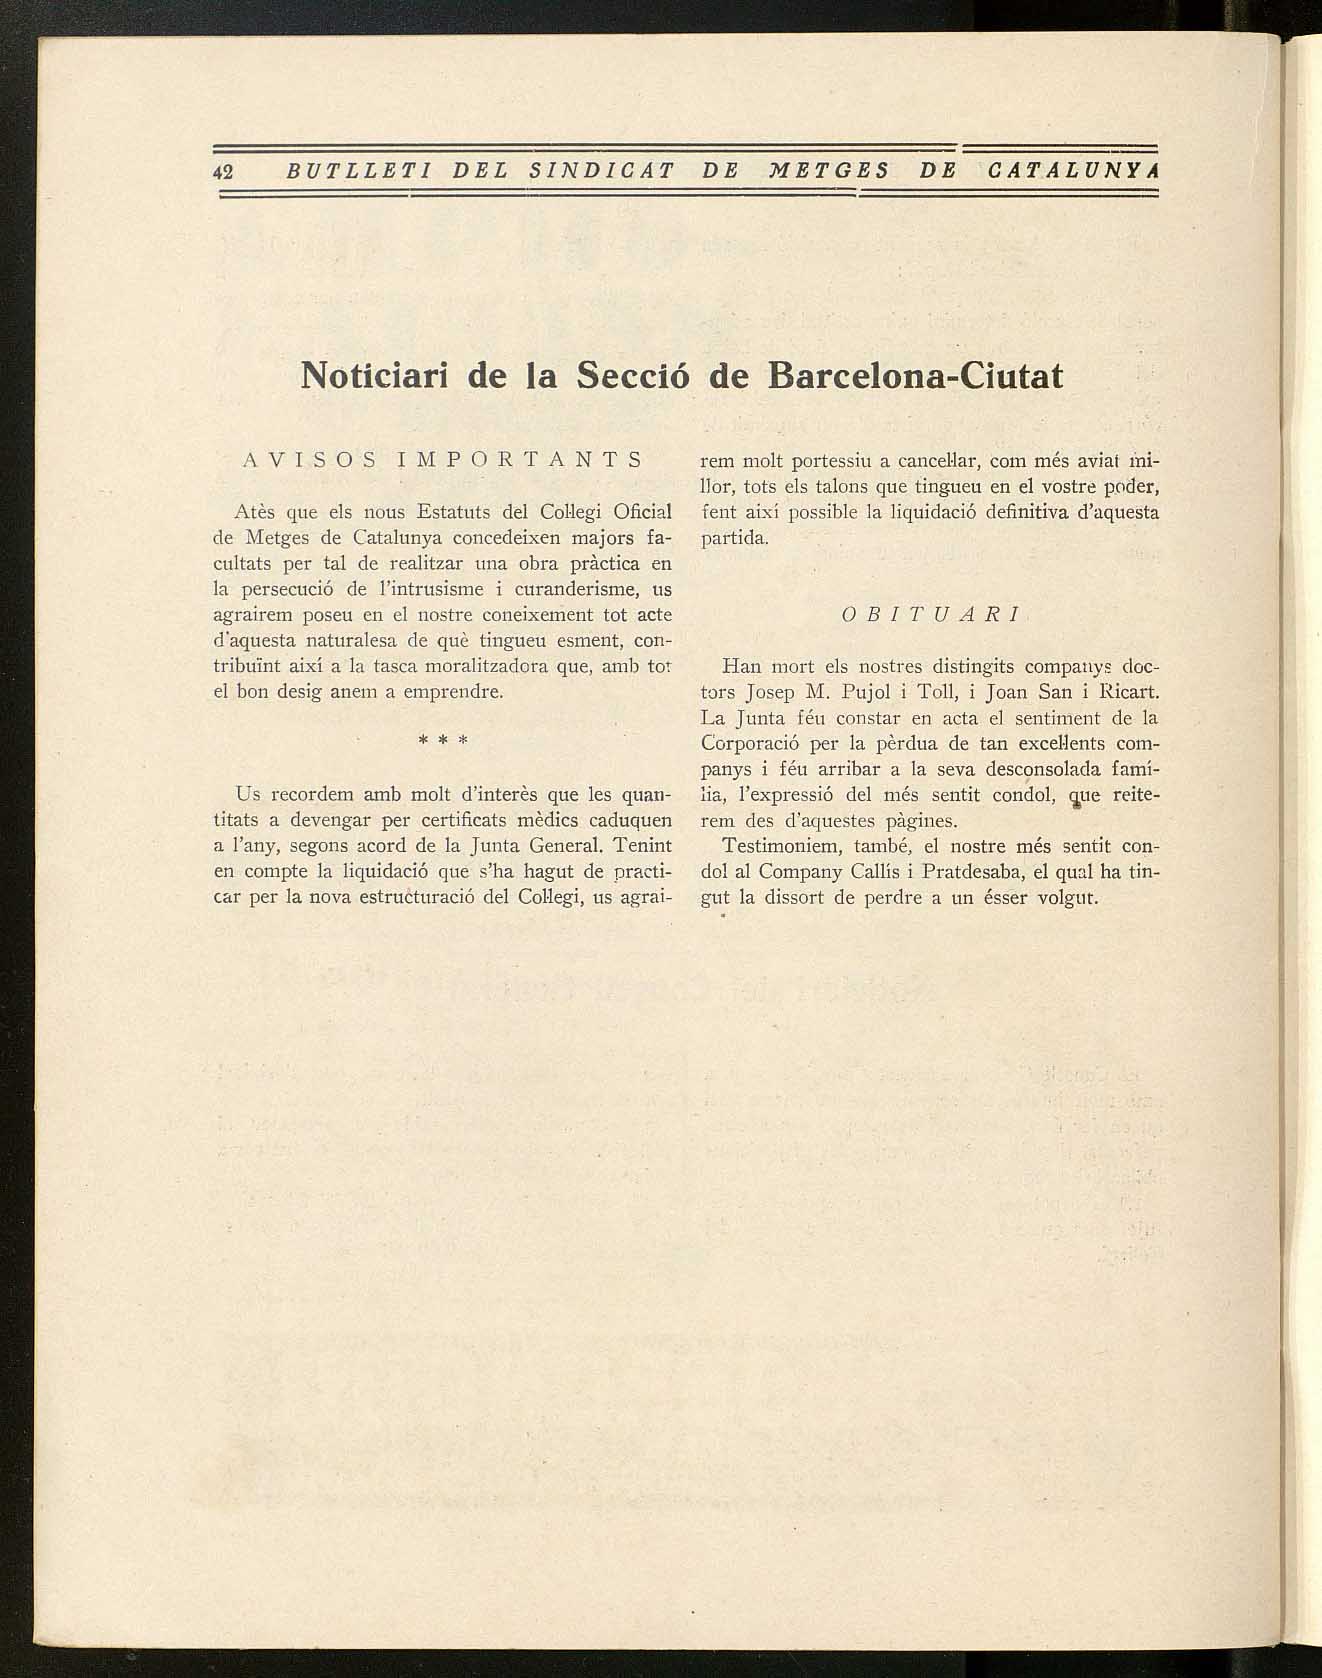 42 BUTLLETI DEL SINDICAT DE METGES DE CATALUNYA
Noticiari de la Secció de Barcelona-Ciutat
AVISOS IMPORTANTS
Atès que els nous Estatuts del Col·legi Oficial
de Metges de Catalunya concedeixen majors fa-
cultats per tal de realitzar una obra pràctica en
la persecució de l'intrusisme i curanderisme, us
agrairem poseu en el nostre coneixement tot acte
d'aquesta naturalesa de què tingueu esment, con-
tribuïnt així a la tasca moralitzadora que, amb tot
el bon desig anem a emprendre.
* * *
Us recordem amb molt d'interès que les quan-
titats a devengar per certificats mèdics caduquen
a l'any, segons acord de la Junta General. Tenint
en compte la liquidació que s'ha hagut de practi-
car per la nova estructuració del Col·legi, us agrai-
rem molt portessiu a cancel·lar, com més aviat mi-
llor, tots els talons que tingueu en el vostre poder,
fent així possible la liquidació definitiva d'aquesta
partida.
OBITUARI
Han mort els nostres distingits companys doc-
tors Josep M. Pujol i Toll, i Joan San i Ricart.
La Junta féu constar en acta el sentiment de la
Corporació per la pèrdua de tan excel·lents com-
panys i féu arribar a la seva desconsolada famí-
lia, l'expressió del més sentit condol, que reite-
rem des d'aquestes pàgines.
Testimoniem, també, el nostre més sentit con-
dol al Company Callís i Pratdesaba, el qual ha tin-
gut la dissort de perdre a un ésser volgut.